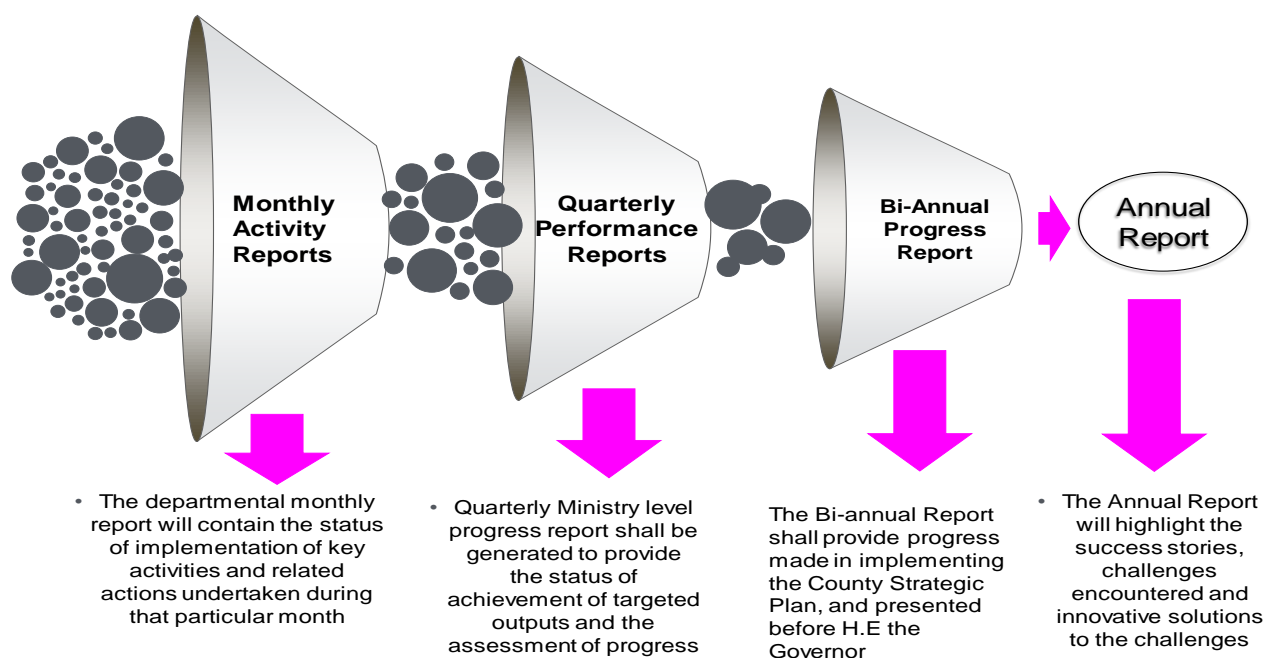 Monthly
Activity
Reports
Quarterly
Performance
Reports
Bi-Annual
Progress
Report
Annual
Report
• The departmental monthly
report will contain the status
of implementation of key
activities and related
actions undertaken during
that particular month
• Quarterly Ministry level
progress report shall be
generated to provide
the status of
achievement of targeted
outputs and the
assessment of progress
The Bi-annual Report
shall provide progress
made in implementing
the County Strategic
Plan, and presented
before H.E the
Governor
• The Annual Report
will highlight the
success stories,
challenges
encountered and
innovative solutions
to the challenges